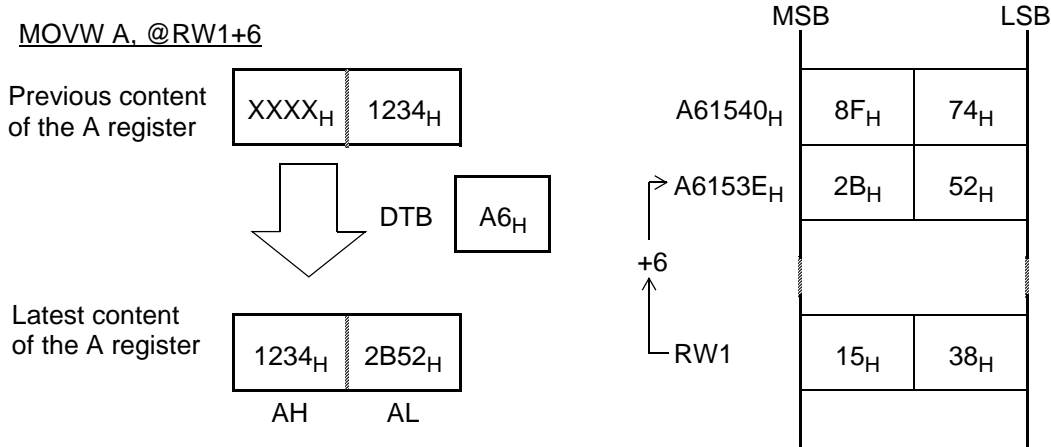 MOVW A, @RW1+6
Previous content
of the A register
XXXXH 1234H
DTB A6H
Latest content
of the A register
1234H 2B52H
AH AL
MSB LSB
A61540H 8FH 74H
A6153EH 2BH 52H
+6
RW1 15H 38H